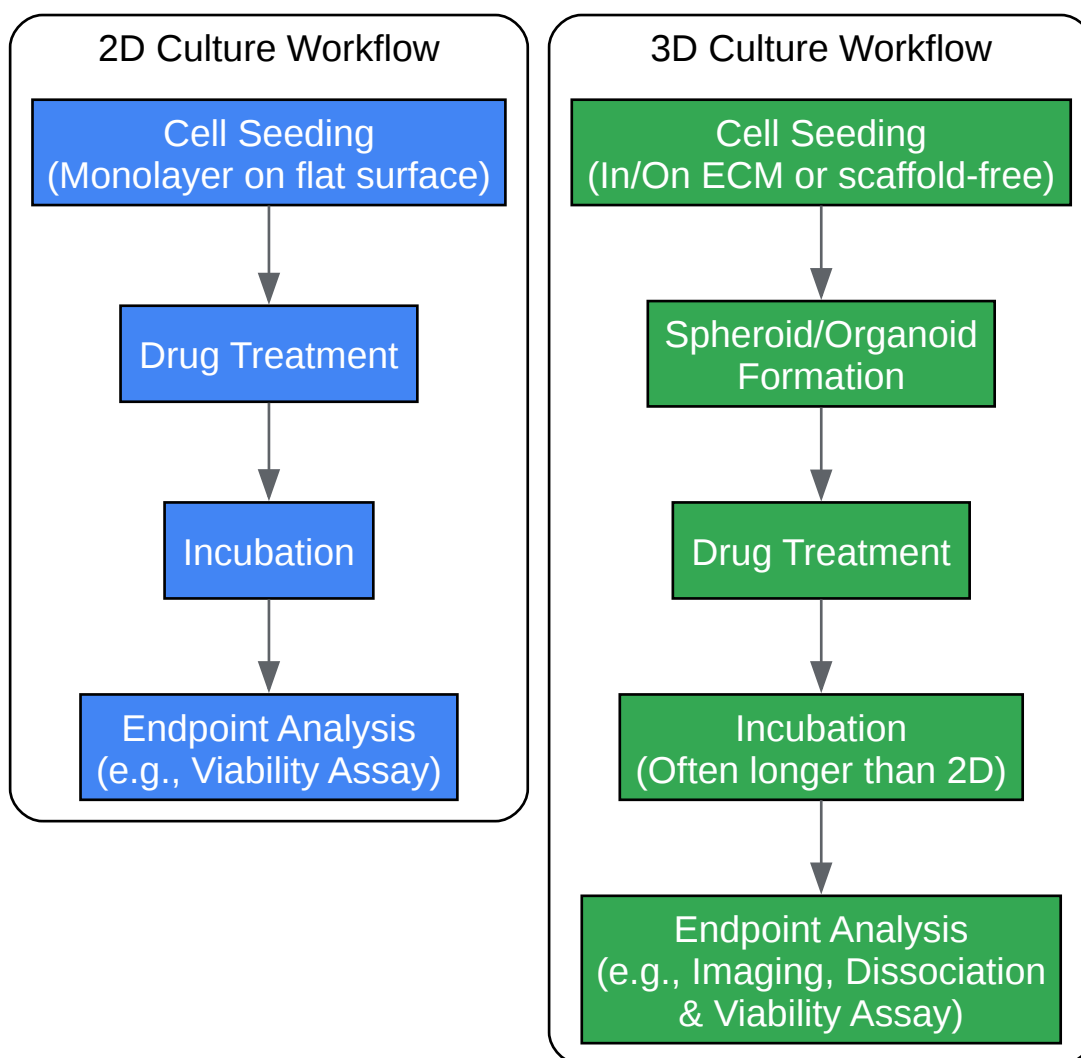 2D Culture Workflow
Cell Seeding
(Monolayer on flat surface)
Drug Treatment
Incubation
Endpoint Analysis
(e.g., Viability Assay)
3D Culture Workflow
Cell Seeding
(In/On ECM or scaffold-free)
Spheroid/Organoid
Formation
Drug Treatment
Incubation
(Often longer than 2D)
Endpoint Analysis
(e.g., Imaging, Dissociation
& Viability Assay)